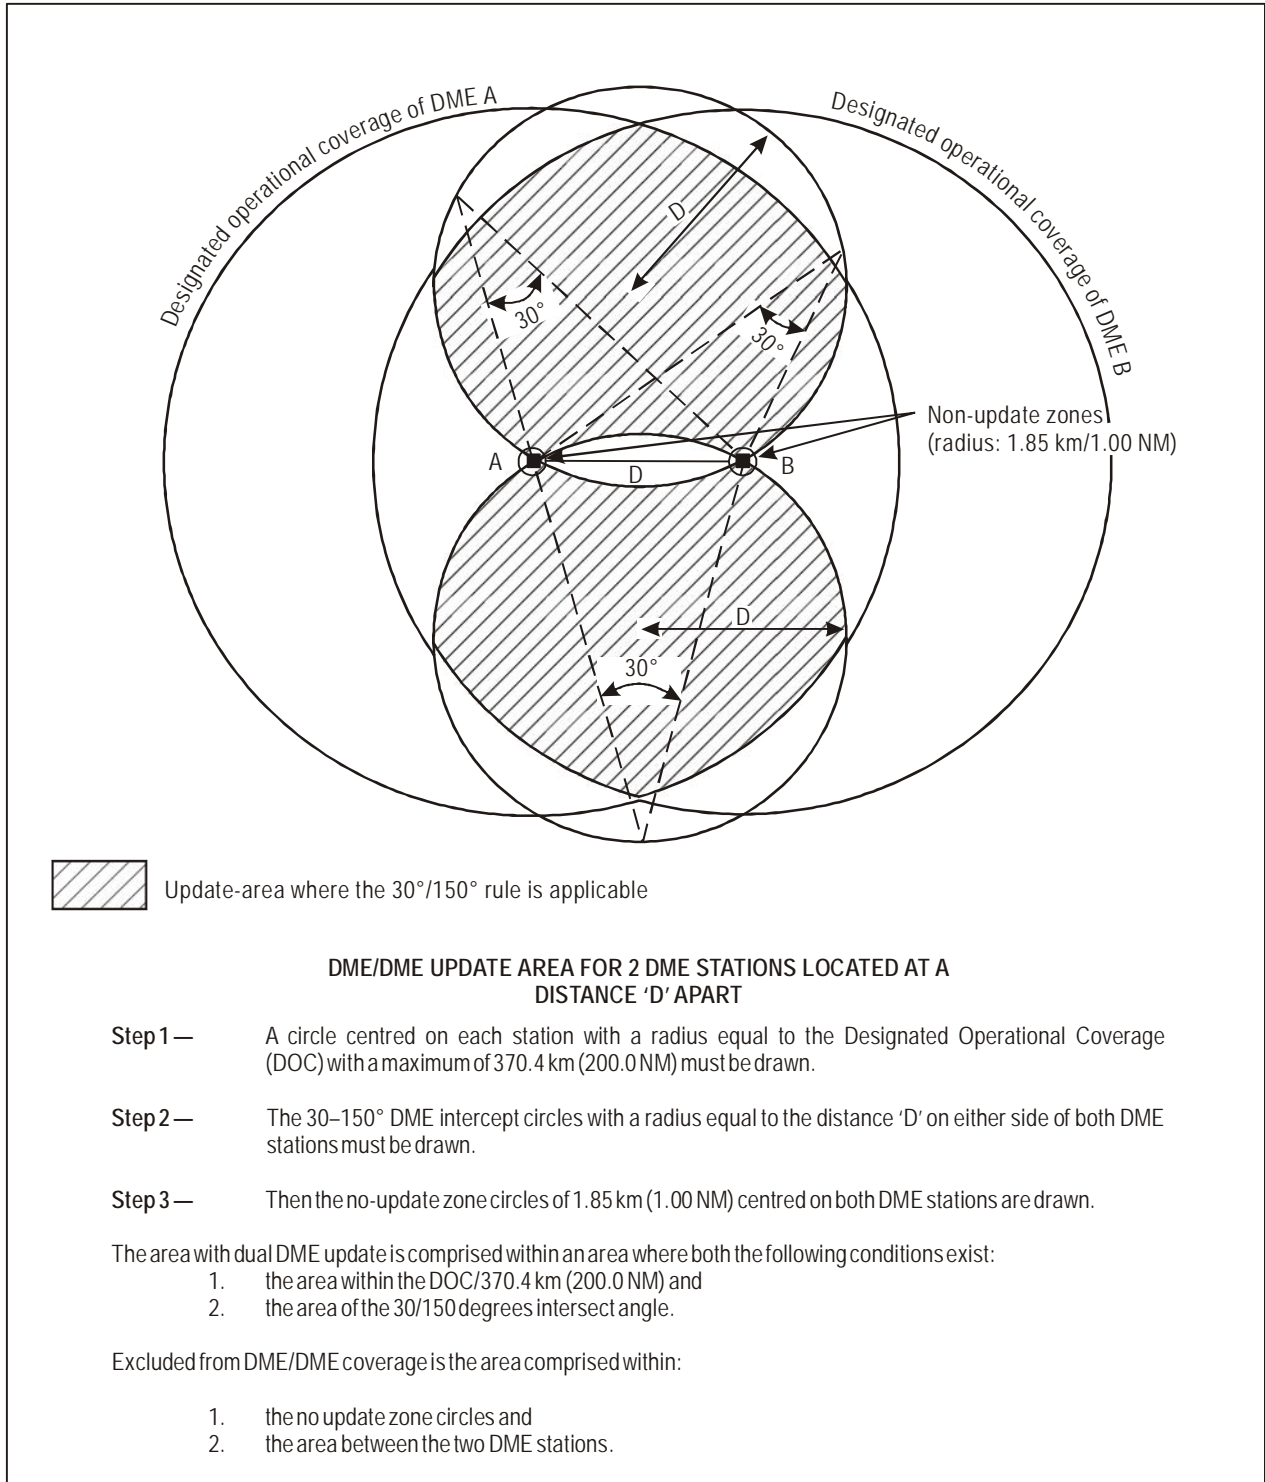 Designated operational coverage of DME A
Designated operational coverage of DME B
D
30°
30°
Non-update zones
(radius: 1.85 km/1.00 NM)
A
D
B
D
30°
Update-area where the 30°/150° rule is applicable
DME/DME UPDATE AREA FOR 2 DME STATIONS LOCATED AT A
DISTANCE ‘D’ APART
Step 1 — A circle centred on each station with a radius equal to the Designated Operational Coverage
(DOC) with a maximum of 370.4 km (200.0 NM) must be drawn.
Step 2 — The 30–150° DME intercept circles with a radius equal to the distance ‘D’ on either side of both DME
stations must be drawn.
Step 3 — Then the no-update zone circles of 1.85 km (1.00 NM) centred on both DME stations are drawn.
The area with dual DME update is comprised within an area where both the following conditions exist:
1. the area within the DOC/370.4 km (200.0 NM) and
2. the area of the 30/150 degrees intersect angle.
Excluded from DME/DME coverage is the area comprised within:
1. the no update zone circles and
2. the area between the two DME stations.